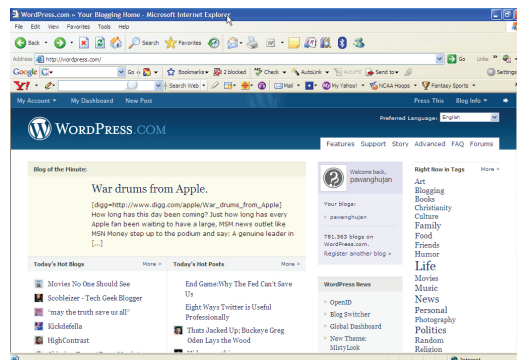 WordPress.com » Your Blogging Home - Microsoft Internet Explorer
File Edit View Favorites Tools Help
Back Search Favorites
Address http://wordpress.com/ Go Links »
Google Go Bookmarks 2 blocked Check AutoLink AutoFill Send to Settings
Y! Search Web Mail My Yahoo! NCAA Hoops Fantasy Sports
My Account My Dashboard New Post Press This Blog Info
Preferred Language: English
WORDPRESS.COM
Features Support Story Advanced FAQ Forums
Blog of the Minute:
War drums from Apple.
[digg=http://www.digg.com/apple/War_drums_from_Apple]
How long has this day been coming? Just how long has every
Apple fan been waiting to have a large, MSM news outlet like
MSN Money step up to the podium and say: A genuine leader in
[...]
Today's Hot Blogs More »
Movies No One Should See
Scobleizer - Tech Geek Blogger
"may the truth save us all"
Kickdefella
HighContrast
Today's Hot Posts More »
End Game:Why The Fed Can't Save
Us
Eight Ways Twitter is Useful
Professionally
Thats Jacked Up; Buckeye Greg
Oden Lays the Wood
Welcome back,
pawanghujan
Your blogs:
pawanghujan
781,363 blogs on
WordPress.com.
Register another blog »
WordPress News
OpenID
Blog Switcher
Global Dashboard
New Theme:
MistyLook
Right Now in Tags More »
Art
Blogging
Books
Christianity
Culture
Family
Food
Friends
Humor
Life
Movies
Music
News
Personal
Photography
Politics
Random
Religion
Internet